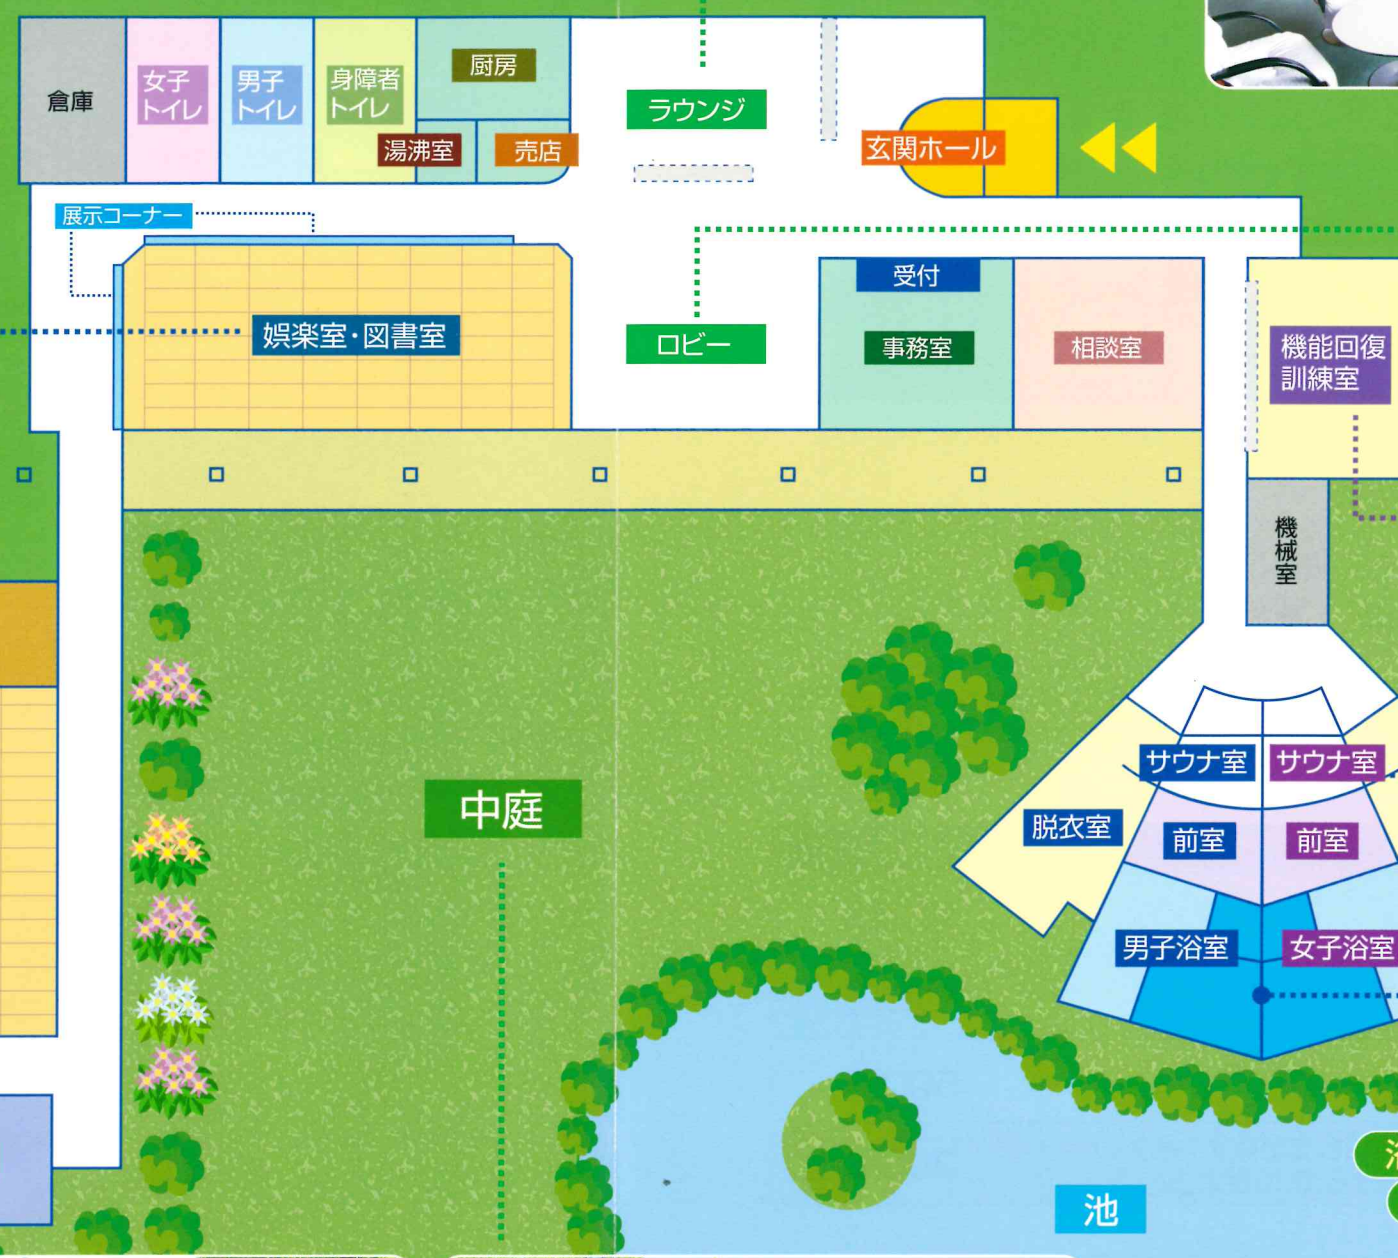 倉庫
女子
トイレ
男子
トイレ
身障者
トイレ
厨房
湯沸室
売店
ラウンジ
玄関ホール
展示コーナー
娯楽室・図書室
ロビー
受付
事務室
相談室
機能回復
訓練室
機械室
サウナ室
サウナ室
脱衣室
前室
前室
男子浴室
女子浴室
中庭
池